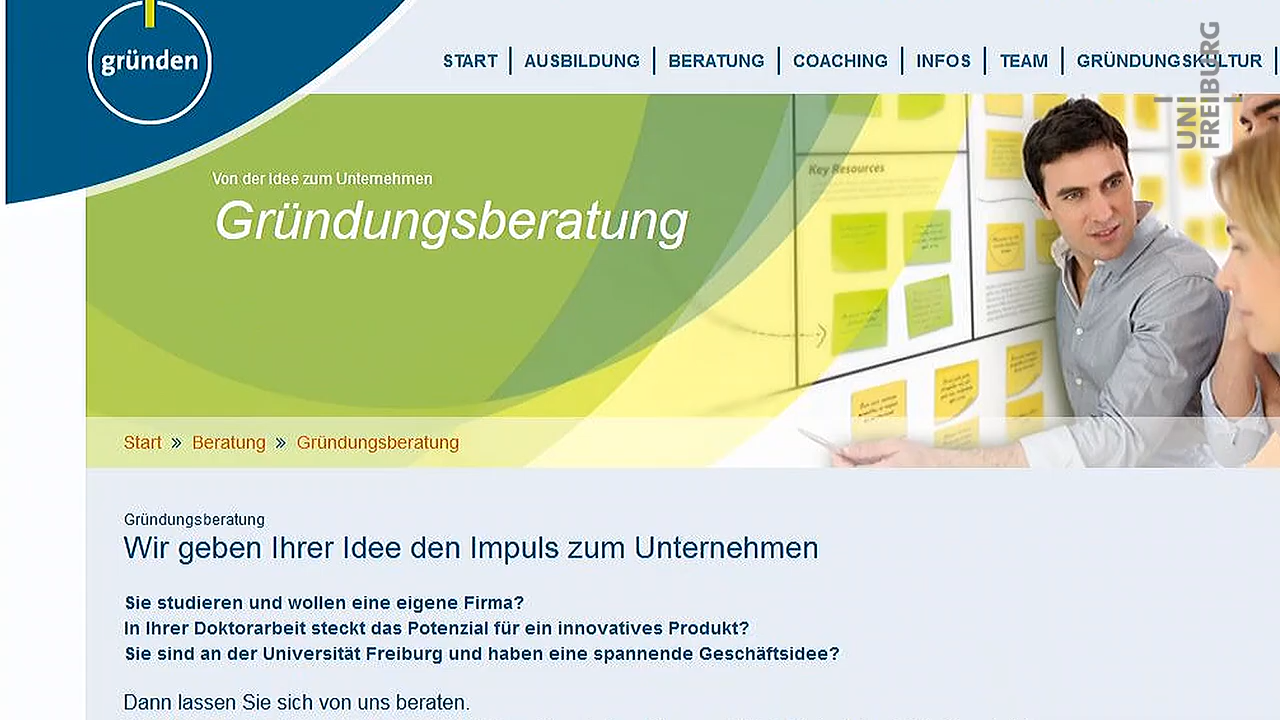 gründen
START | AUSBILDUNG | BERATUNG | COACHING | INFOS | TEAM | GRÜNDUNGSKULTUR |
UNI
FREIBURG
Von der Idee zum Unternehmen
Gründungsberatung
Key Resources
Start » Beratung » Gründungsberatung
Gründungsberatung
Wir geben Ihrer Idee den Impuls zum Unternehmen
Sie studieren und wollen eine eigene Firma?
In Ihrer Doktorarbeit steckt das Potenzial für ein innovatives Produkt?
Sie sind an der Universität Freiburg und haben eine spannende Geschäftsidee?
Dann lassen Sie sich von uns beraten.